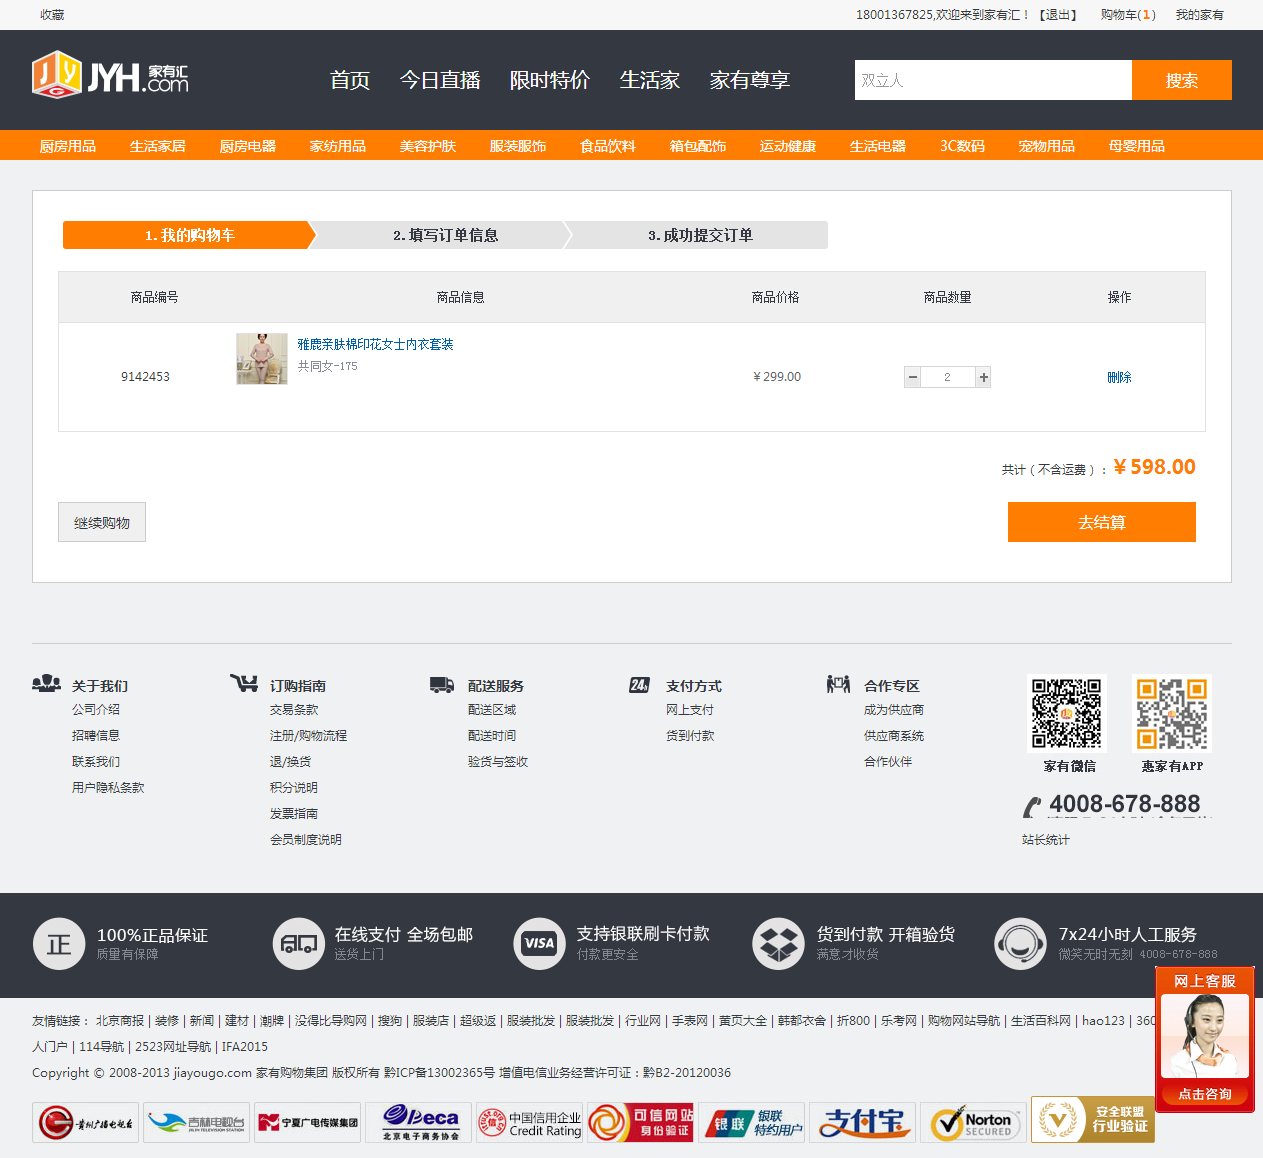 收藏
18001367825,欢迎来到家有汇！【退出】 购物车(1) 我的家有
JYH.com 家有汇
首页 今日直播 限时特价 生活家 家有尊享
双立人 搜索
厨房用品 生活家居 厨房电器 家纺用品 美容护肤 服装服饰 食品饮料 箱包配饰 运动健康 生活电器 3C数码 宠物用品 母婴用品
1.我的购物车 2.填写订单信息 3.成功提交订单
商品编号 商品信息 商品价格 商品数量 操作
雅鹿亲肤棉印花女士内衣套装
共同女-175
9142453 ￥299.00 2 删除
共计（不含运费）：￥598.00
继续购物 去结算
关于我们
公司介绍
招聘信息
联系我们
用户隐私条款
订购指南
交易条款
注册/购物流程
退/换货
积分说明
发票指南
会员制度说明
配送服务
配送区域
配送时间
验货与签收
24h 支付方式
网上支付
货到付款
合作专区
成为供应商
供应商系统
合作伙伴
家有微信 惠家有APP
4008-678-888
站长统计
正 100%正品保证
质量有保障
在线支付 全场包邮
送货上门
VISA 支持银联刷卡付款
付款更安全
货到付款 开箱验货
满意才收货
7x24小时人工服务
微笑无时无刻 4008-678-888
网上客服
点击咨询
友情链接： 北京商报 | 装修 | 新闻 | 建材 | 潮牌 | 没得比导购网 | 搜狗 | 服装店 | 超级返 | 服装批发 | 服装批发 | 行业网 | 手表网 | 黄页大全 | 韩都衣舍 | 折800 | 乐考网 | 购物网站导航 | 生活百科网 | hao123 | 360
人门户 | 114导航 | 2523网址导航 | IFA2015
Copyright © 2008-2013 jiayougo.com 家有购物集团 版权所有 黔ICP备13002365号 增值电信业务经营许可证：黔B2-20120036
贵州广播电视台
吉林电视台
JILIN TELEVISION STATION
宁夏广电传媒集团
Beca
北京电子商务协会
中国信用企业
Credit Rating
可信网站
身份验证
银联
银联
特约用户
支付宝
Norton
SECURED
安全联盟
行业验证